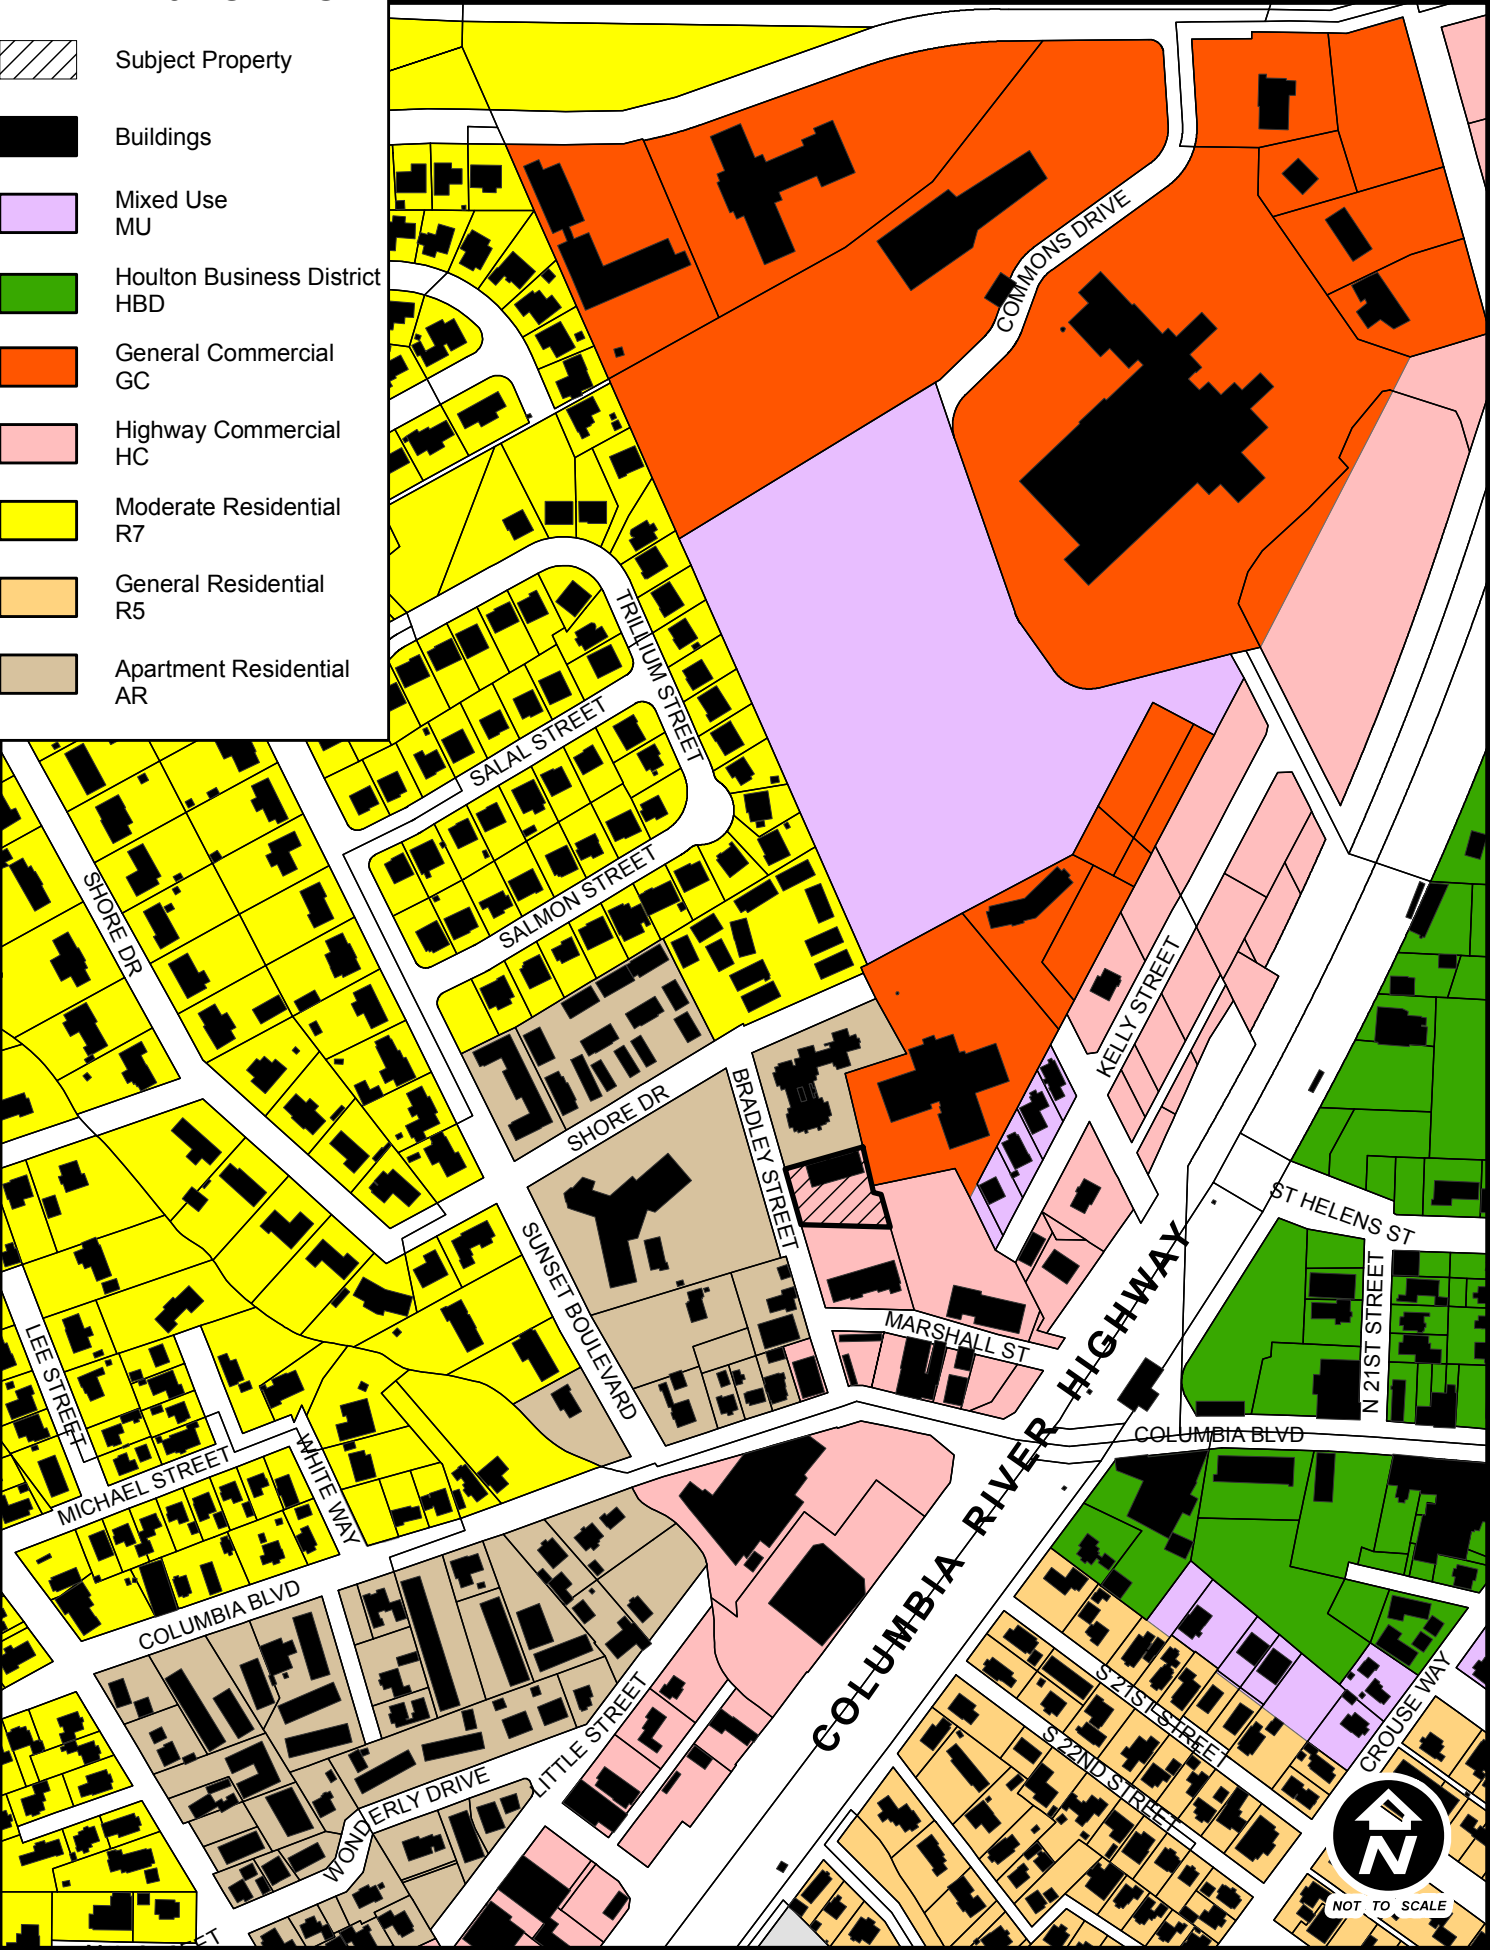 Subject Property
Buildings
Mixed Use
MU
Houlton Business District
HBD
General Commercial
GC
Highway Commercial
HC
Moderate Residential
R7
General Residential
R5
Apartment Residential
AR
COMMONS DRIVE
TRILLIUM STREET
SALAL STREET
SALMON STREET
SHORE DR
KELLY STREET
SHORE DR
BRADLEY STREET
ST HELENS ST
SUNSET BOULEVARD
N 21ST STREET
MARSHALL ST
LEE STREET
COLUMBIA RIVER HIGHWAY
COLUMBIA BLVD
MICHAEL STREET
WHITE WAY
COLUMBIA BLVD
S 21ST STREET
CROUSE WAY
LITTLE STREET
S 22ND STREET
WONDERLY DRIVE
N
NOT TO SCALE